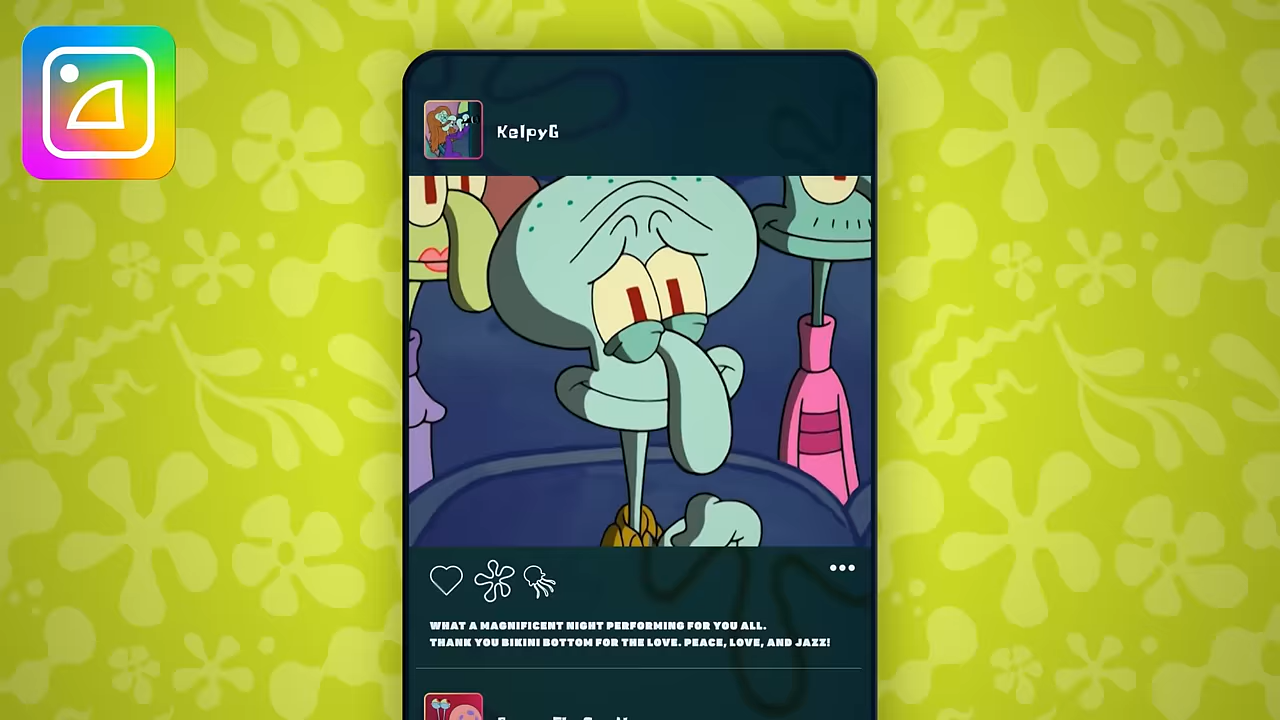 KelpyG
WHAT A MAGNIFICENT NIGHT PERFORMING FOR YOU ALL.
THANK YOU BIKINI BOTTOM FOR THE LOVE. PEACE, LOVE, AND JAZZ!